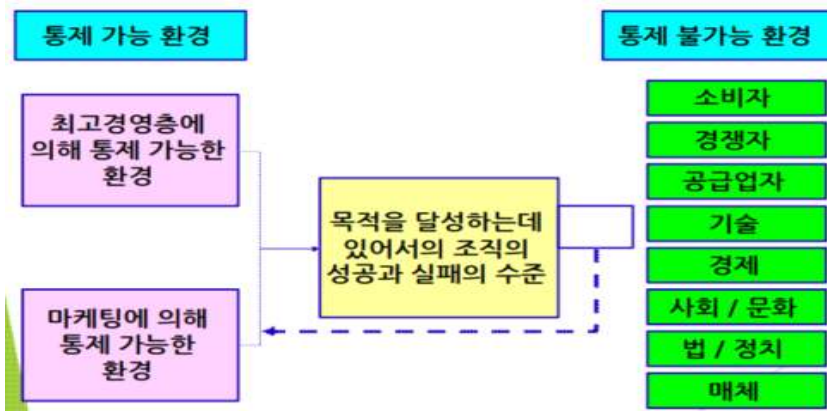 통제 가능 환경
통제 불가능 환경
최고경영층에
의해 통제 가능한
환경
마케팅에 의해
통제 가능한
환경
목적을 달성하는데
있어서의 조직의
성공과 실패의 수준
소비자
경쟁자
공급업자
기술
경제
사회 / 문화
법 / 정치
매체